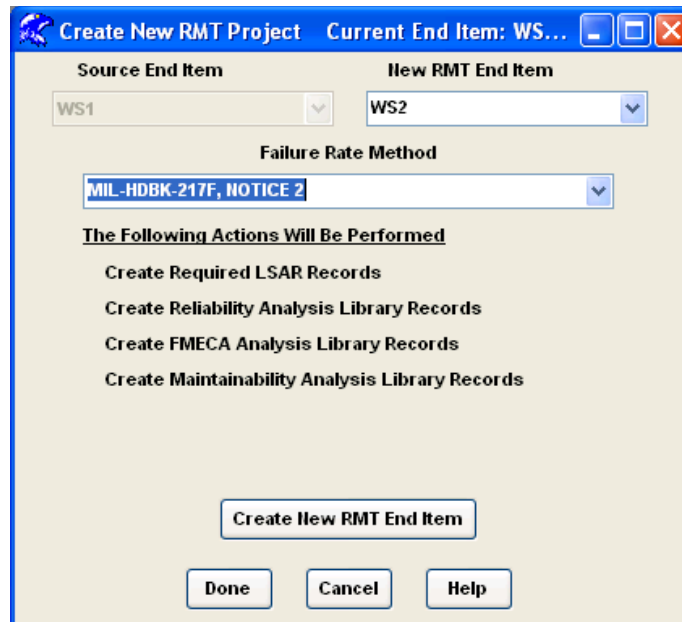 Create New RMT Project Current End Item: WS...
Source End Item New RMT End Item
WS1 WS2
Failure Rate Method
MIL-HDBK-217F, NOTICE 2
The Following Actions Will Be Performed
Create Required LSAR Records
Create Reliability Analysis Library Records
Create FMECA Analysis Library Records
Create Maintainability Analysis Library Records
Create New RMT End Item
Done Cancel Help